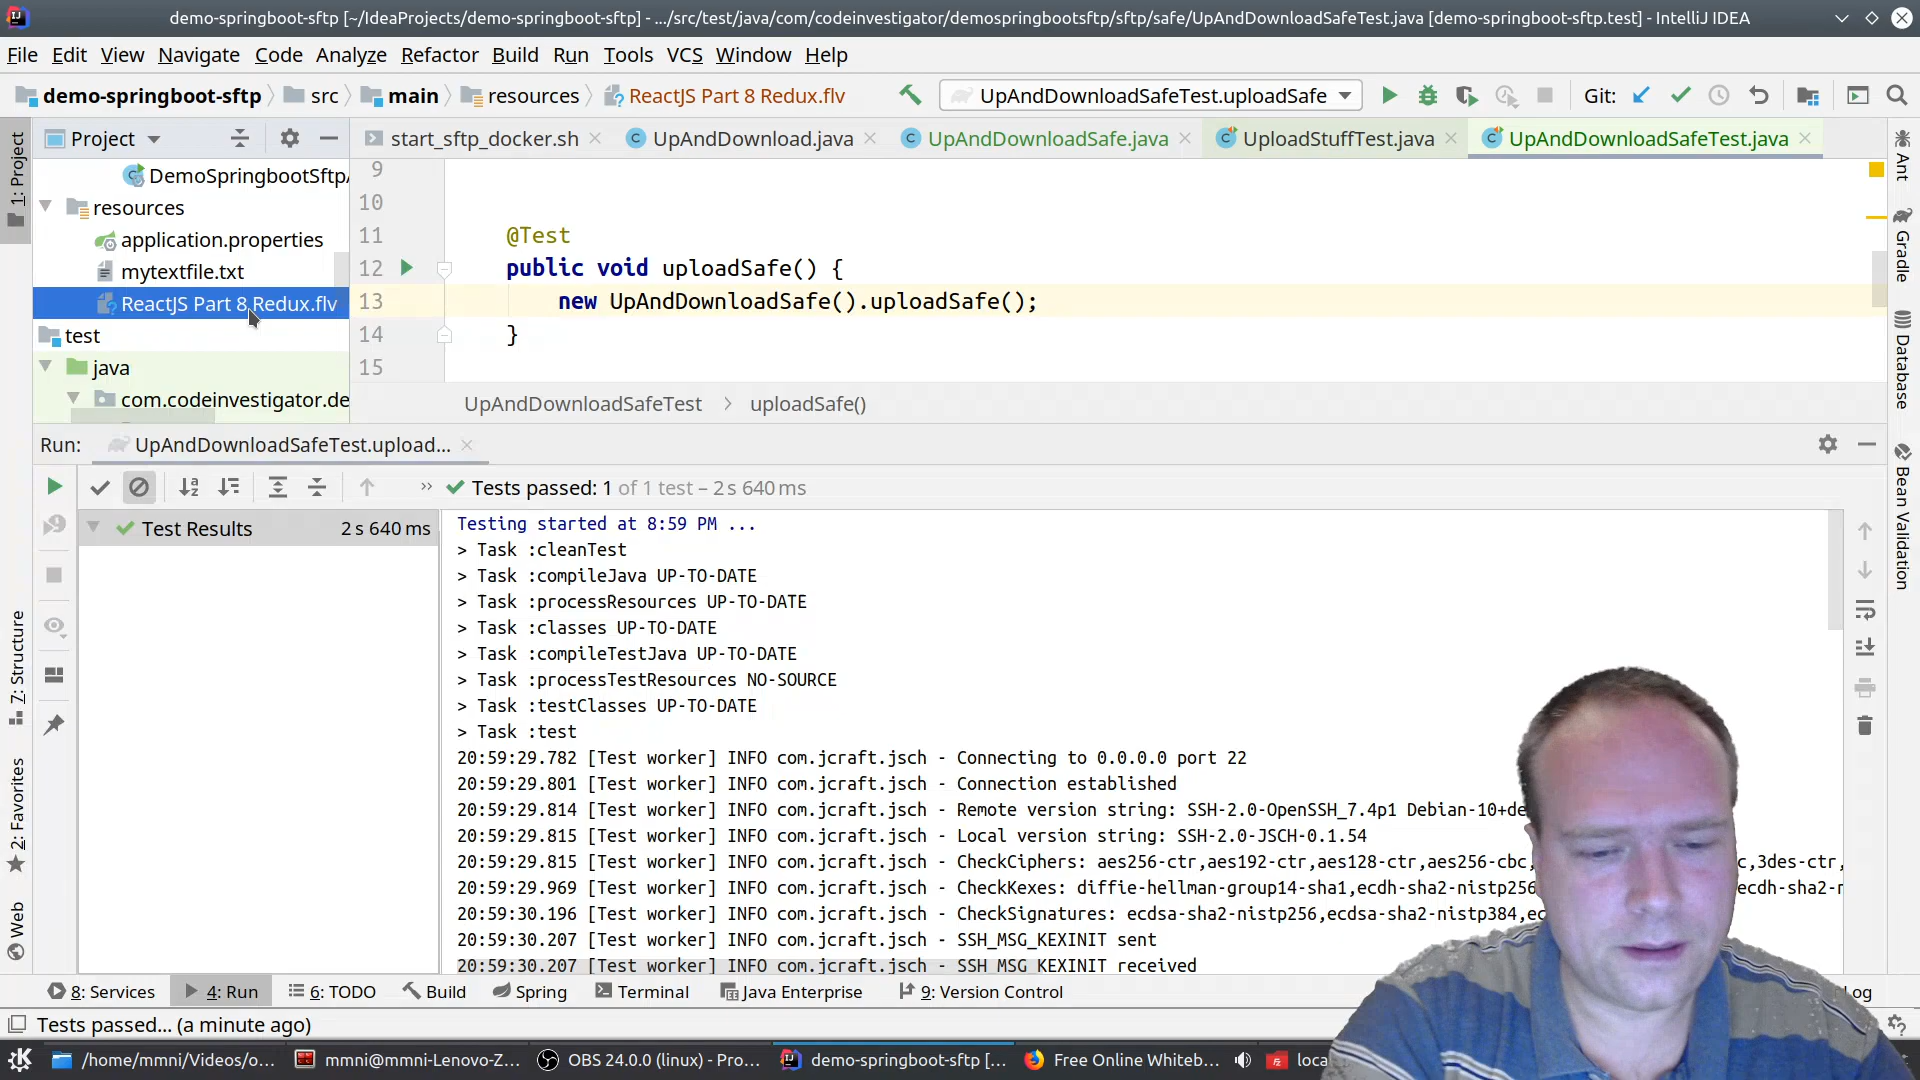 demo-springboot-sftp [~/IdeaProjects/demo-springboot-sftp] - .../src/test/java/com/codeinvestigator/demospringbootsftp/sftp/safe/UpAndDownloadSafeTest.java [demo-springboot-sftp.test] - IntelliJ IDEA
File Edit View Navigate Code Analyze Refactor Build Run Tools VCS Window Help
demo-springboot-sftp src main resources ReactJS Part 8 Redux.flv UpAndDownloadSafeTest.uploadSafe Git:
1: Project
Project
start_sftp_docker.sh UpAndDownload.java UpAndDownloadSafe.java UploadStuffTest.java UpAndDownloadSafeTest.java
DemoSpringbootSftpA
resources
application.properties
mytextfile.txt
ReactJS Part 8 Redux.flv
test
java
com.codeinvestigator.de
9
10
11 @Test
12 public void uploadSafe() {
13 new UpAndDownloadSafe().uploadSafe();
14 }
15
UpAndDownloadSafeTest > uploadSafe()
Ant
Gradle
Database
Bean Validation
Run: UpAndDownloadSafeTest.upload...
» Tests passed: 1 of 1 test – 2 s 640 ms
Test Results 2 s 640 ms
Testing started at 8:59 PM ...
> Task :cleanTest
> Task :compileJava UP-TO-DATE
> Task :processResources UP-TO-DATE
> Task :classes UP-TO-DATE
> Task :compileTestJava UP-TO-DATE
> Task :processTestResources NO-SOURCE
> Task :testClasses UP-TO-DATE
> Task :test
20:59:29.782 [Test worker] INFO com.jcraft.jsch - Connecting to 0.0.0.0 port 22
20:59:29.801 [Test worker] INFO com.jcraft.jsch - Connection established
20:59:29.814 [Test worker] INFO com.jcraft.jsch - Remote version string: SSH-2.0-OpenSSH_7.4p1 Debian-10+de
20:59:29.815 [Test worker] INFO com.jcraft.jsch - Local version string: SSH-2.0-JSCH-0.1.54
20:59:29.815 [Test worker] INFO com.jcraft.jsch - CheckCiphers: aes256-ctr,aes192-ctr,aes128-ctr,aes256-cbc, c,3des-ctr,
20:59:29.969 [Test worker] INFO com.jcraft.jsch - CheckKexes: diffie-hellman-group14-sha1,ecdh-sha2-nistp256 ecdh-sha2-n
20:59:30.196 [Test worker] INFO com.jcraft.jsch - CheckSignatures: ecdsa-sha2-nistp256,ecdsa-sha2-nistp384,ec
20:59:30.207 [Test worker] INFO com.jcraft.jsch - SSH_MSG_KEXINIT sent
20:59:30.207 [Test worker] INFO com.jcraft.jsch - SSH_MSG_KEXINIT received
7: Structure
2: Favorites
Web
8: Services 4: Run 6: TODO Build Spring Terminal Java Enterprise 9: Version Control Log
Tests passed... (a minute ago)
/home/mmni/Videos/o... mmni@mmni-Lenovo-Z... OBS 24.0.0 (linux) - Pro... demo-springboot-sftp [... Free Online Whiteb... loca